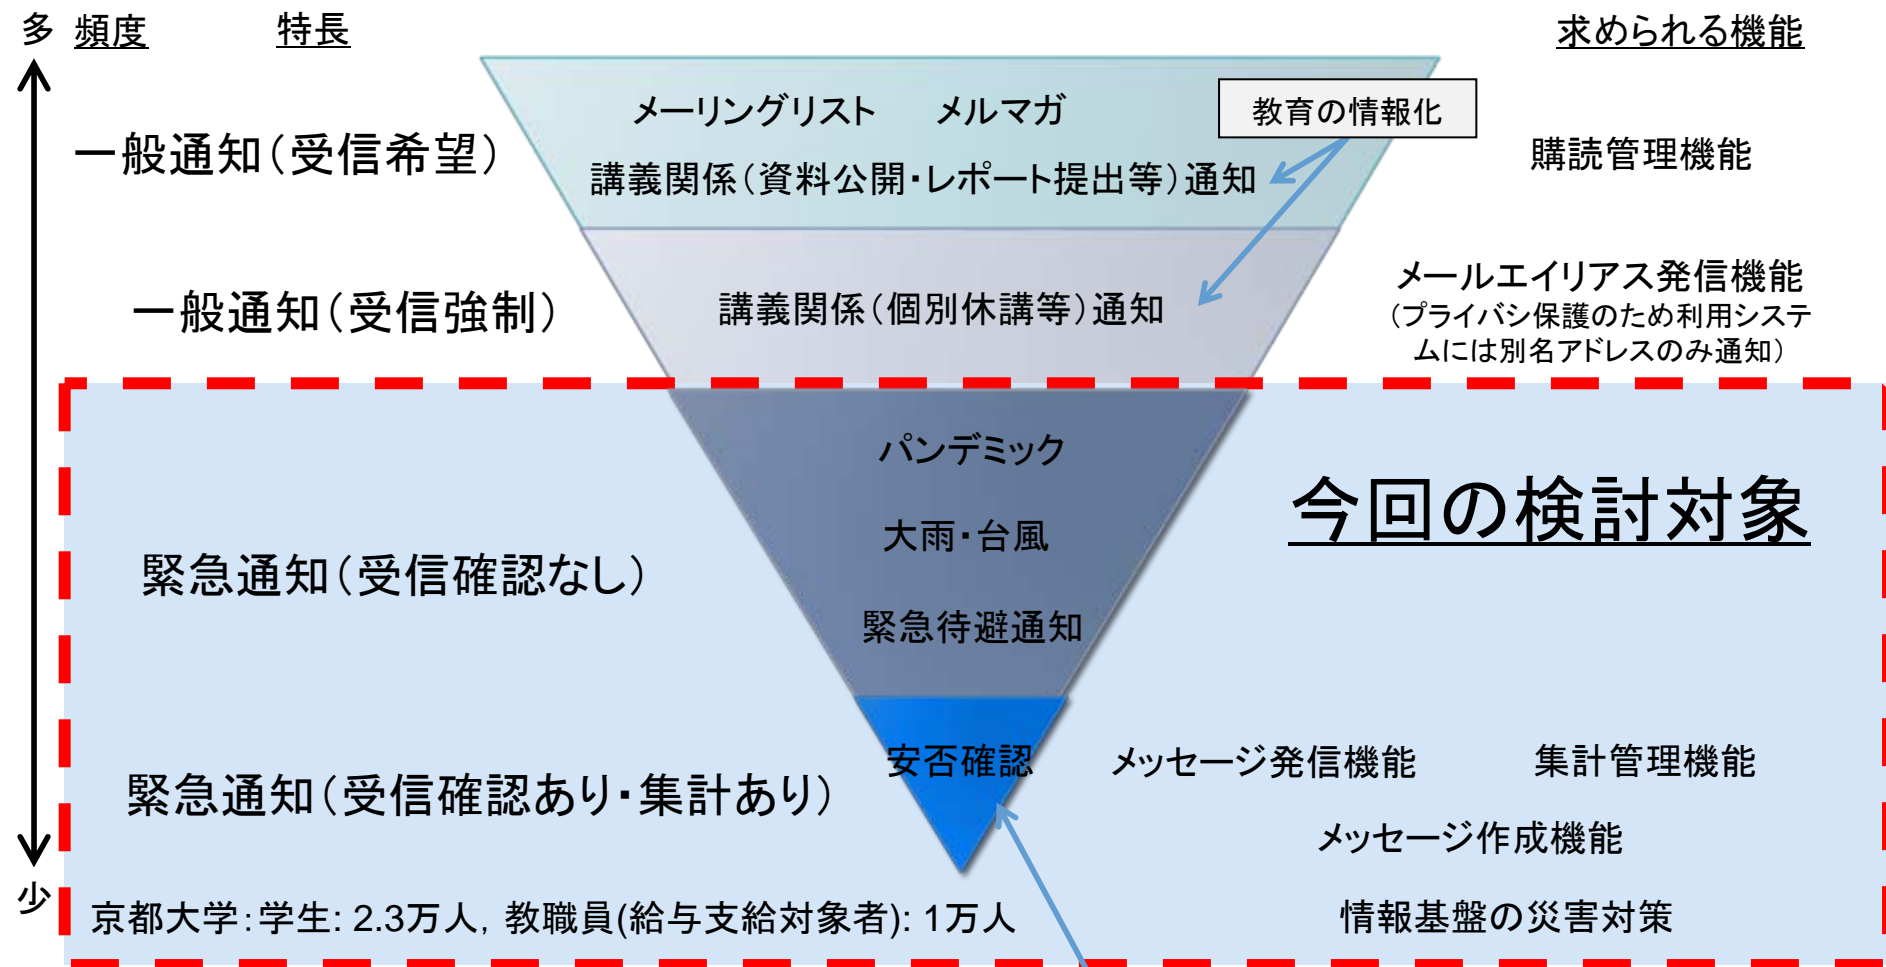 多 頻度 特長 求められる機能
メーリングリスト メルマガ
教育の情報化
一般通知（受信希望）
講義関係（資料公開・レポート提出等）通知
購読管理機能
一般通知（受信強制）
講義関係（個別休講等）通知
メールエイリアス発信機能
（プライバシ保護のため利用システ
ムには別名アドレスのみ通知）
パンデミック
大雨・台風
緊急待避通知
今回の検討対象
緊急通知（受信確認なし）
安否確認
メッセージ発信機能 集計管理機能
緊急通知（受信確認あり・集計あり）
メッセージ作成機能
少
京都大学：学生: 2.3万人，教職員(給与支給対象者): 1万人
情報基盤の災害対策